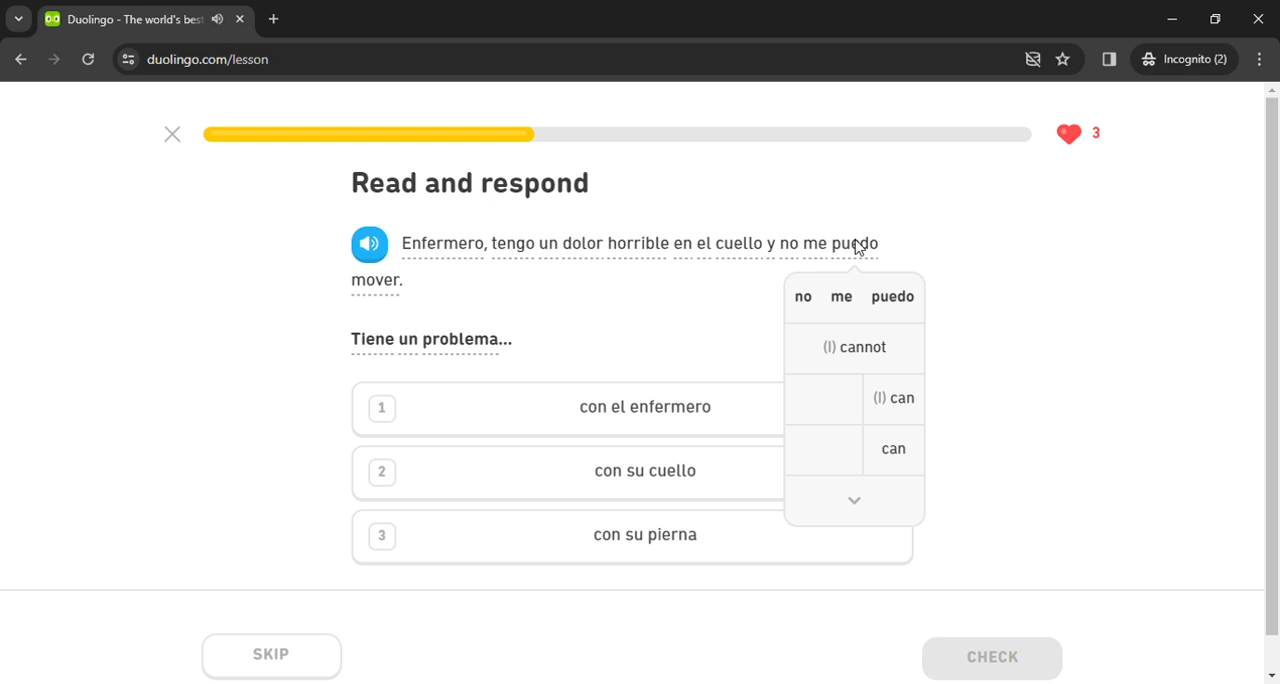 Duolingo - The world's bes
duolingo.com/lesson
Incognito (2)
3
Read and respond
Enfermero, tengo un dolor horrible en el cuello y no me puedo
mover.
no me puedo
(I) cannot
(I) can
can
Tiene un problema...
1 con el enfermero
2 con su cuello
3 con su pierna
SKIP
CHECK